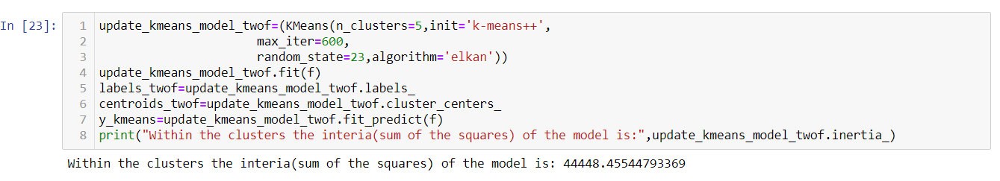 In [23]:
1 update_kmeans_model_twof=(KMeans(n_clusters=5,init='k-means++',
2 max_iter=600,
3 random_state=23,algorithm='elkan'))
4 update_kmeans_model_twof.fit(f)
5 labels_twof=update_kmeans_model_twof.labels_
6 centroids_twof=update_kmeans_model_twof.cluster_centers_
7 y_kmeans=update_kmeans_model_twof.fit_predict(f)
8 print("Within the clusters the interia(sum of the squares) of the model is:",update_kmeans_model_twof.inertia_)
Within the clusters the interia(sum of the squares) of the model is: 44448.45544793369